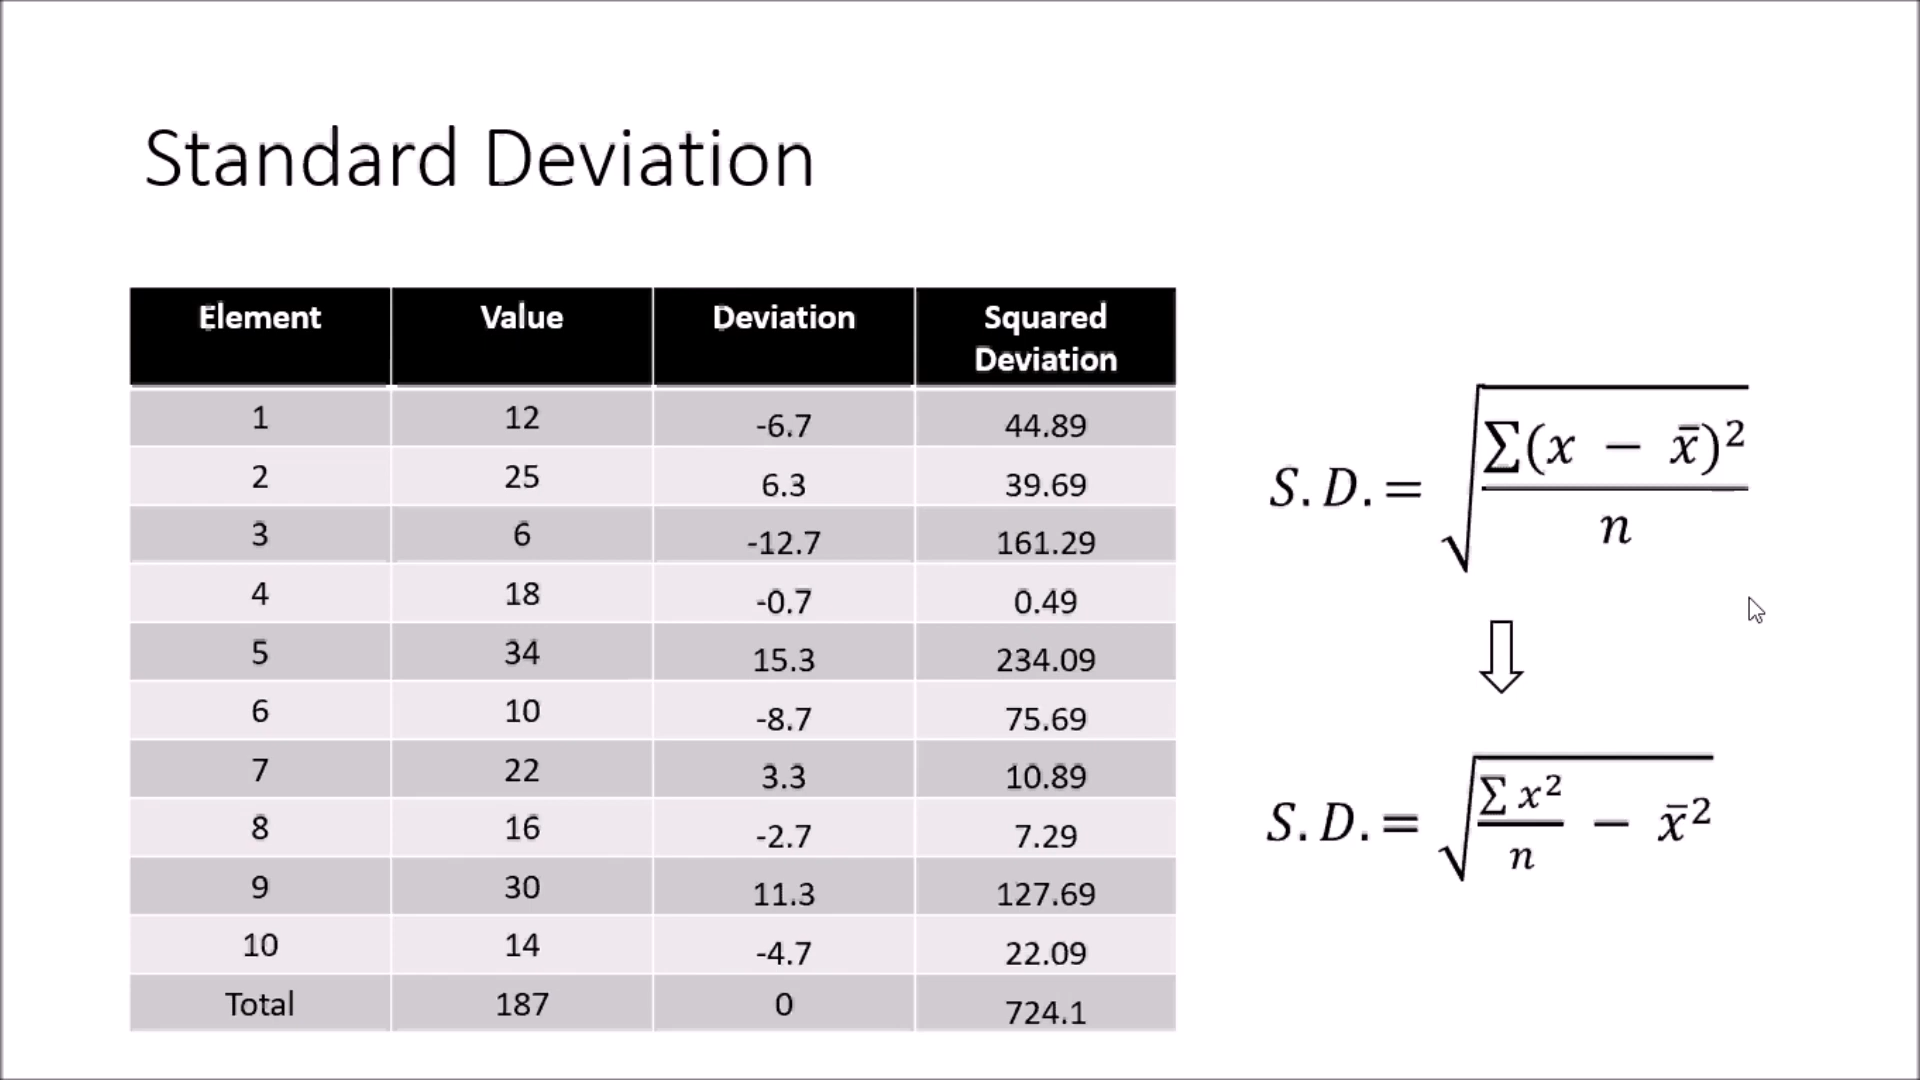 Standard Deviation
Element Value Deviation Squared Deviation
1 12 -6.7 44.89
2 25 6.3 39.69
3 6 -12.7 161.29
4 18 -0.7 0.49
5 34 15.3 234.09
6 10 -8.7 75.69
7 22 3.3 10.89
8 16 -2.7 7.29
9 30 11.3 127.69
10 14 -4.7 22.09
Total 187 0 724.1
S.D.= √(∑(x − x̄)² / n)
S.D.= √(∑x² / n − x̄²)